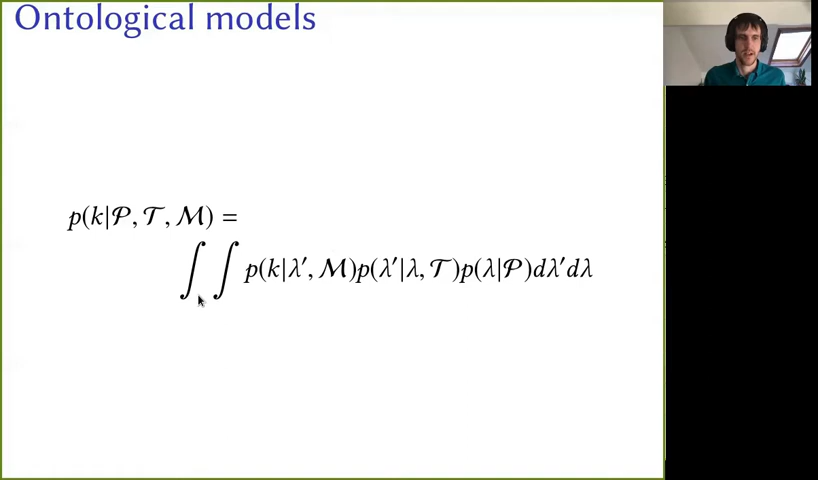 Ontological models
p(k|𝒫, 𝒯, ℳ) =
∫ ∫ p(k|λ′, ℳ)p(λ′|λ, 𝒯)p(λ|𝒫)dλ′dλ